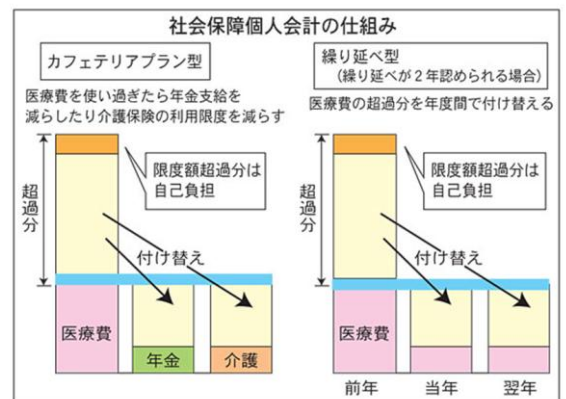 社会保障個人会計の仕組み
カフェテリアプラン型
医療費を使い過ぎたら年金支給を
減らしたり介護保険の利用限度を減らす
限度額超過分は
自己負担
超過分
付け替え
医療費
年金
介護
繰り延べ型
(繰り延べが2年認められる場合)
医療費の超過分を年度間で付け替える
限度額超過分は
自己負担
超過分
付け替え
医療費
前年
当年
翌年